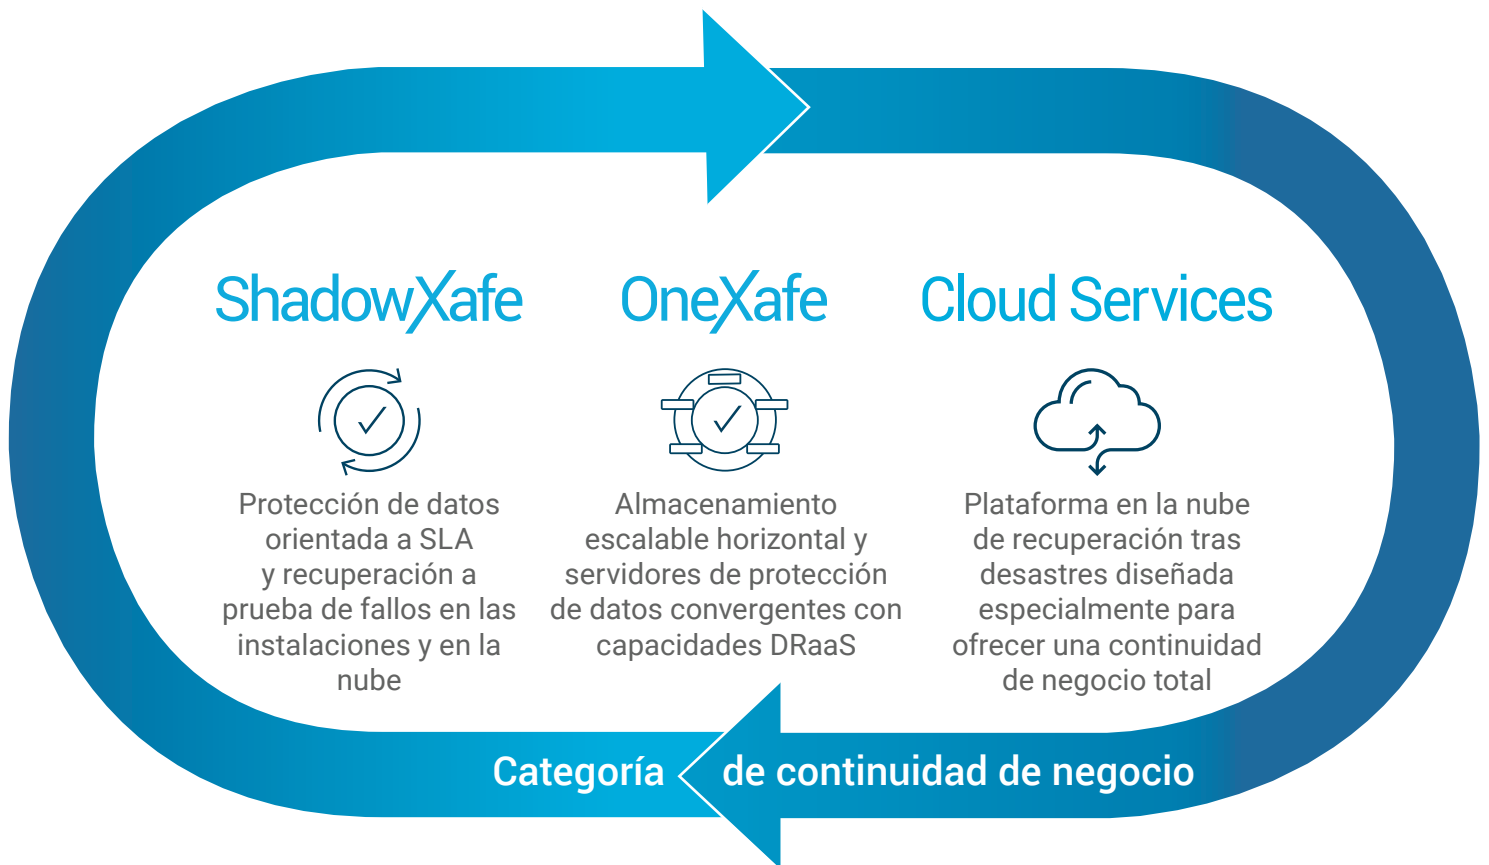 ShadowXafe
Protección de datos
orientada a SLA
y recuperación a
prueba de fallos en las
instalaciones y en la
nube
OneXafe
Almacenamiento
escalable horizontal y
servidores de protección
de datos convergentes con
capacidades DRaaS
Cloud Services
Plataforma en la nube
de recuperación tras
desastres diseñada
especialmente para
ofrecer una continuidad
de negocio total
Categoría de continuidad de negocio